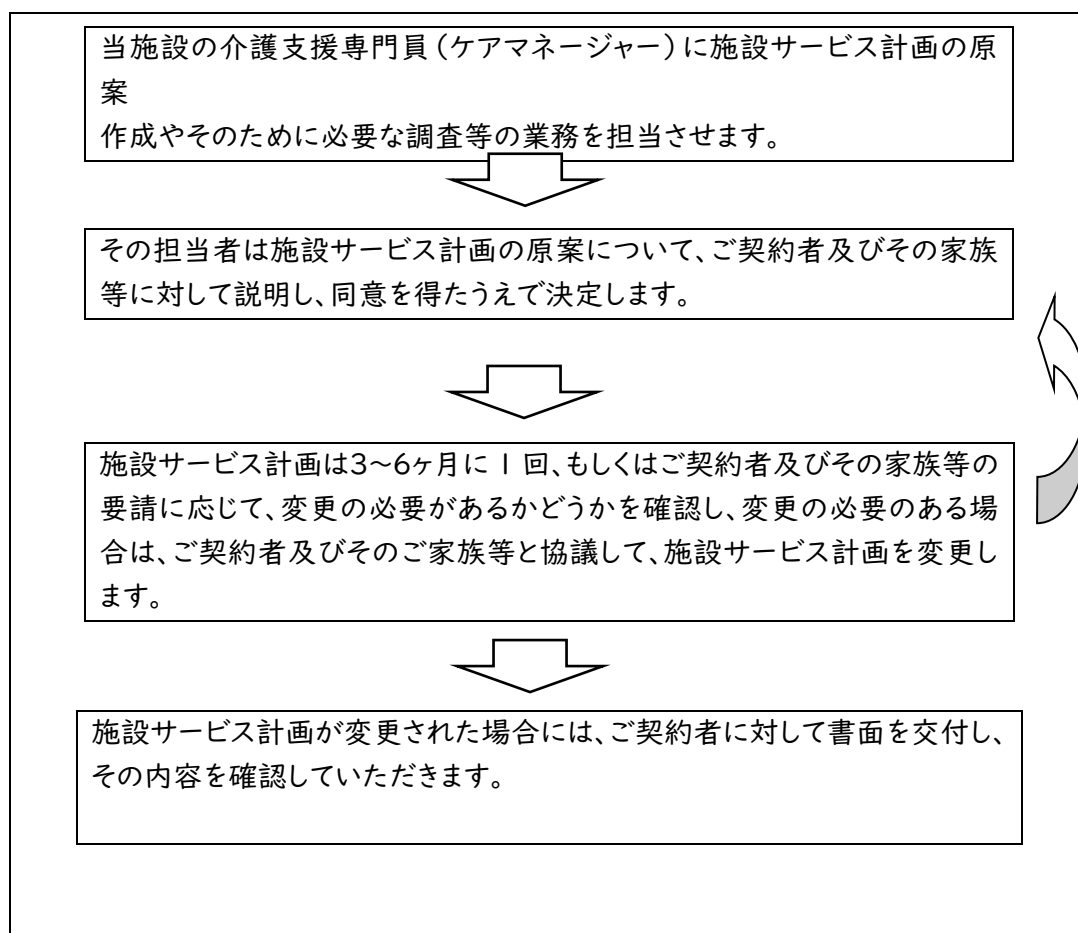 当施設の介護支援専門員（ケアマネージャー）に施設サービス計画の原
案
作成やそのために必要な調査等の業務を担当させます。
その担当者は施設サービス計画の原案について、ご契約者及びその家族
等に対して説明し、同意を得たうえで決定します。
施設サービス計画は3～6ヶ月に1回、もしくはご契約者及びその家族等の
要請に応じて、変更の必要があるかどうかを確認し、変更の必要のある場
合は、ご契約者及びそのご家族等と協議して、施設サービス計画を変更し
ます。
施設サービス計画が変更された場合には、ご契約者に対して書面を交付し、
その内容を確認していただきます。